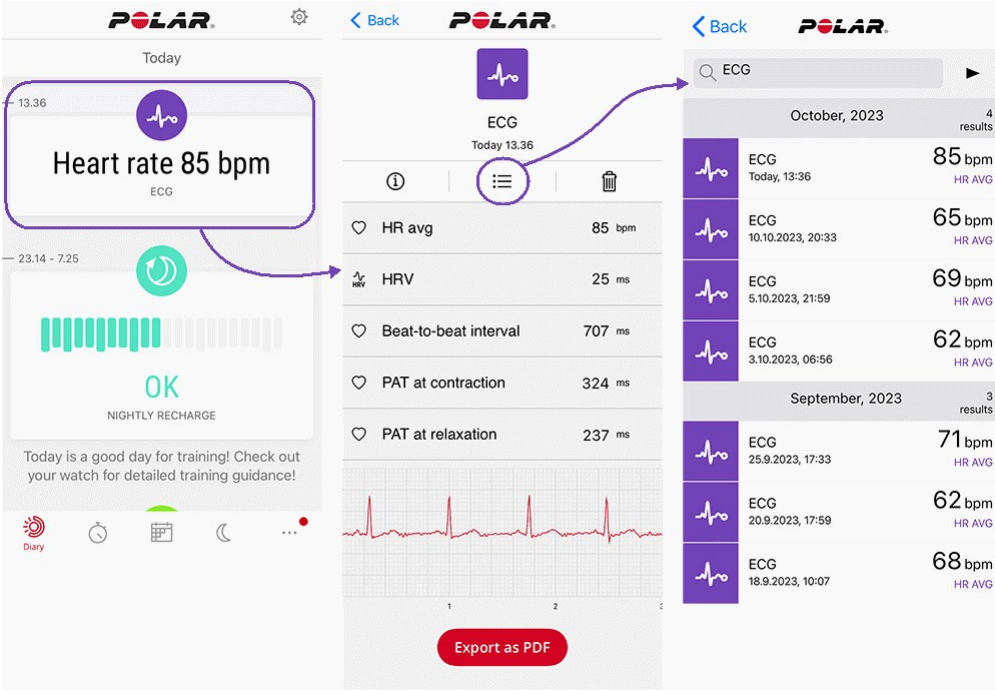 POLAR.
Today
13.36
Heart rate 85 bpm
ECG
23.14 - 7.25
OK
NIGHTLY RECHARGE
Today is a good day for training! Check out
your watch for detailed training guidance!
Diary
Back
POLAR.
ECG
Today 13.36
HR avg 85 bpm
HRV HRV 25 ms
Beat-to-beat interval 707 ms
PAT at contraction 324 ms
PAT at relaxation 237 ms
1 2 3
Export as PDF
Back
POLAR.
ECG
October, 2023 4
results
ECG 85 bpm
Today, 13:36 HR AVG
ECG 65 bpm
10.10.2023, 20:33 HR AVG
ECG 69 bpm
5.10.2023, 21:59 HR AVG
ECG 62 bpm
3.10.2023, 06:56 HR AVG
September, 2023 3
results
ECG 71 bpm
25.9.2023, 17:33 HR AVG
ECG 62 bpm
20.9.2023, 17:59 HR AVG
ECG 68 bpm
18.9.2023, 10:07 HR AVG